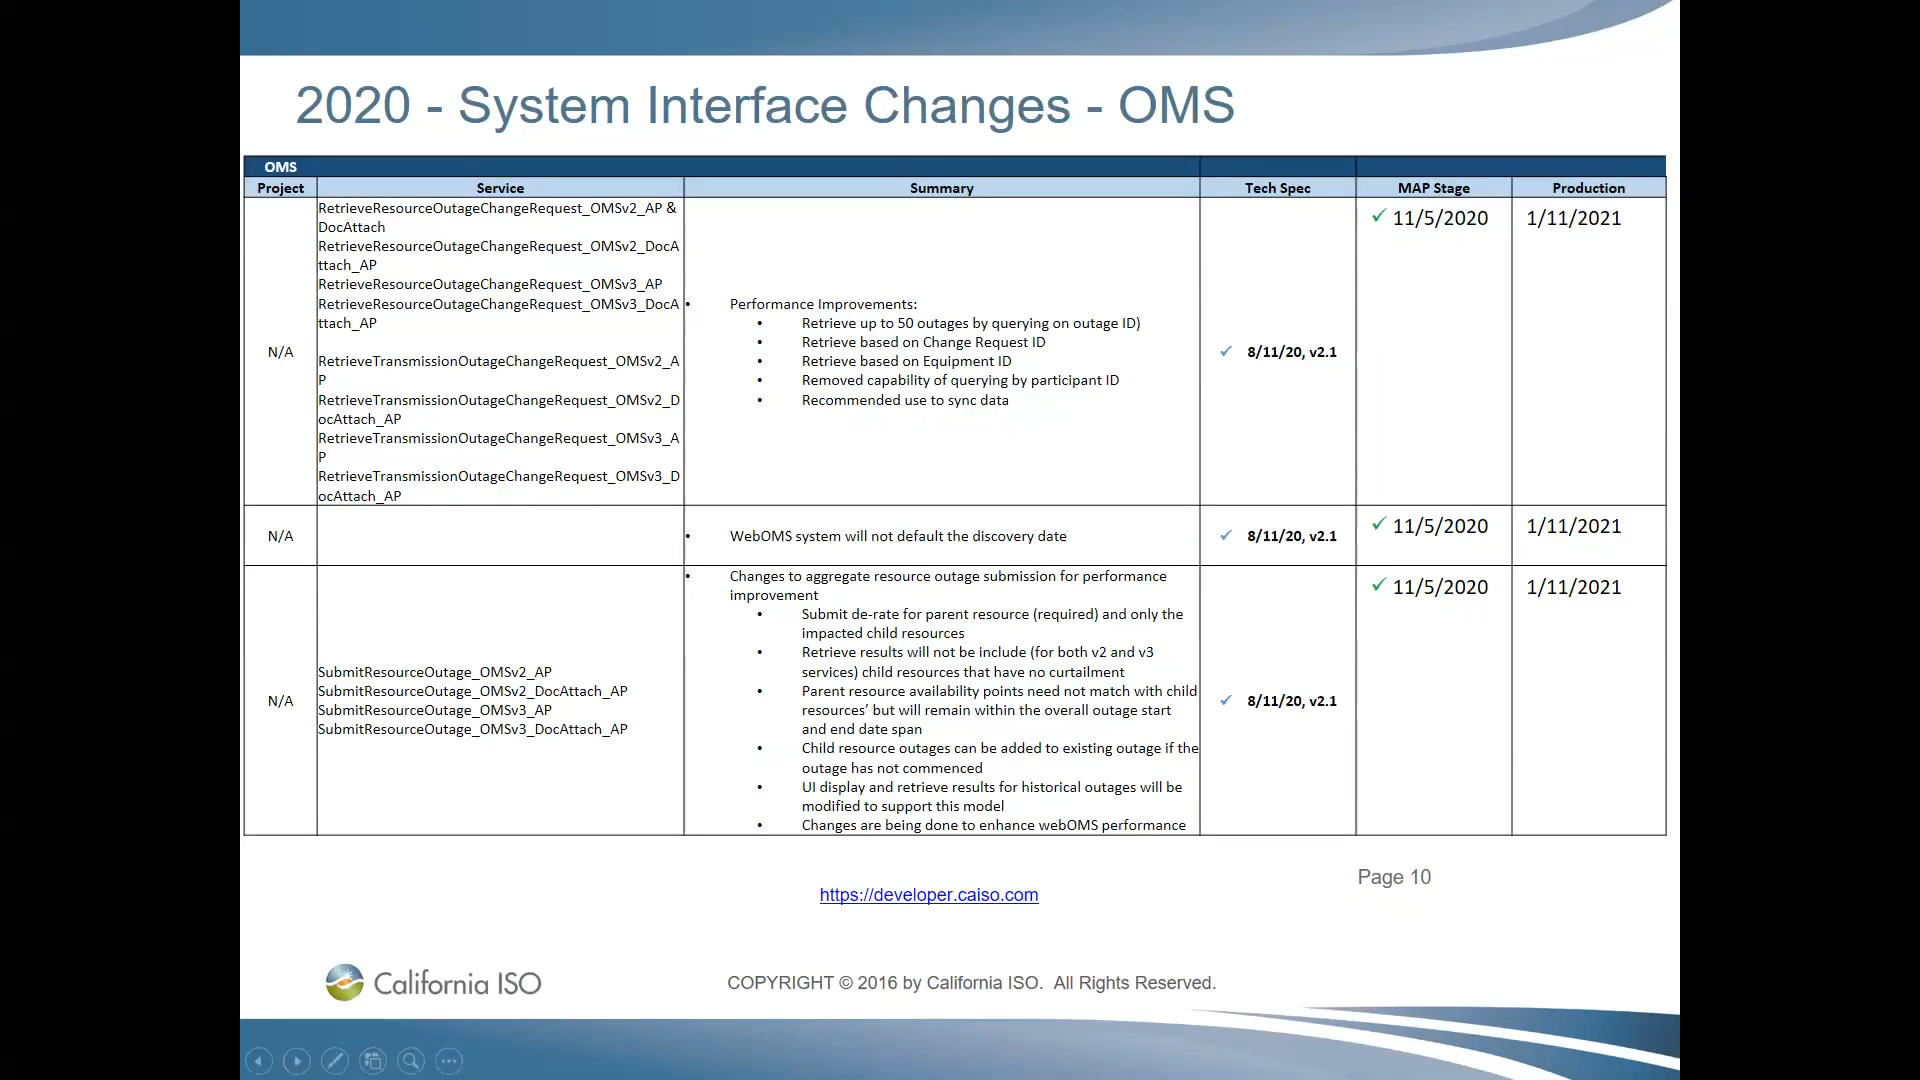 2020 - System Interface Changes - OMS
OMS
Project
Service
Summary
Tech Spec
MAP Stage
Production
N/A
RetrieveResourceOutageChangeRequest_OMSv2_AP &
DocAttach
RetrieveResourceOutageChangeRequest_OMSv2_DocA
ttach_AP
RetrieveResourceOutageChangeRequest_OMSv3_AP
RetrieveResourceOutageChangeRequest_OMSv3_DocA
ttach_AP
RetrieveTransmissionOutageChangeRequest_OMSv2_A
P
RetrieveTransmissionOutageChangeRequest_OMSv2_D
ocAttach_AP
RetrieveTransmissionOutageChangeRequest_OMSv3_A
P
RetrieveTransmissionOutageChangeRequest_OMSv3_D
ocAttach_AP
• Performance Improvements:
• Retrieve up to 50 outages by querying on outage ID)
• Retrieve based on Change Request ID
• Retrieve based on Equipment ID
• Removed capability of querying by participant ID
• Recommended use to sync data
✓ 8/11/20, v2.1
✓ 11/5/2020
1/11/2021
N/A
• WebOMS system will not default the discovery date
✓ 8/11/20, v2.1
✓ 11/5/2020
1/11/2021
N/A
SubmitResourceOutage_OMSv2_AP
SubmitResourceOutage_OMSv2_DocAttach_AP
SubmitResourceOutage_OMSv3_AP
SubmitResourceOutage_OMSv3_DocAttach_AP
• Changes to aggregate resource outage submission for performance
improvement
• Submit de-rate for parent resource (required) and only the
impacted child resources
• Retrieve results will not be include (for both v2 and v3
services) child resources that have no curtailment
• Parent resource availability points need not match with child
resources’ but will remain within the overall outage start
and end date span
• Child resource outages can be added to existing outage if the
outage has not commenced
• UI display and retrieve results for historical outages will be
modified to support this model
• Changes are being done to enhance webOMS performance
✓ 8/11/20, v2.1
✓ 11/5/2020
1/11/2021
Page 10
https://developer.caiso.com
California ISO
COPYRIGHT © 2016 by California ISO. All Rights Reserved.